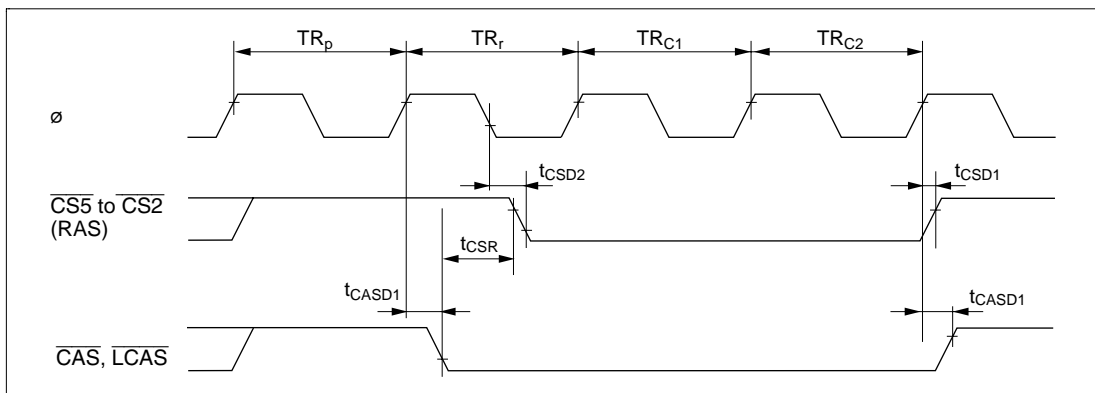 TRp TRr TRC1 TRC2
ø
tCSD2 tCSD1
CS5 to CS2
(RAS)
tCSR
tCASD1 tCASD1
CAS, LCAS